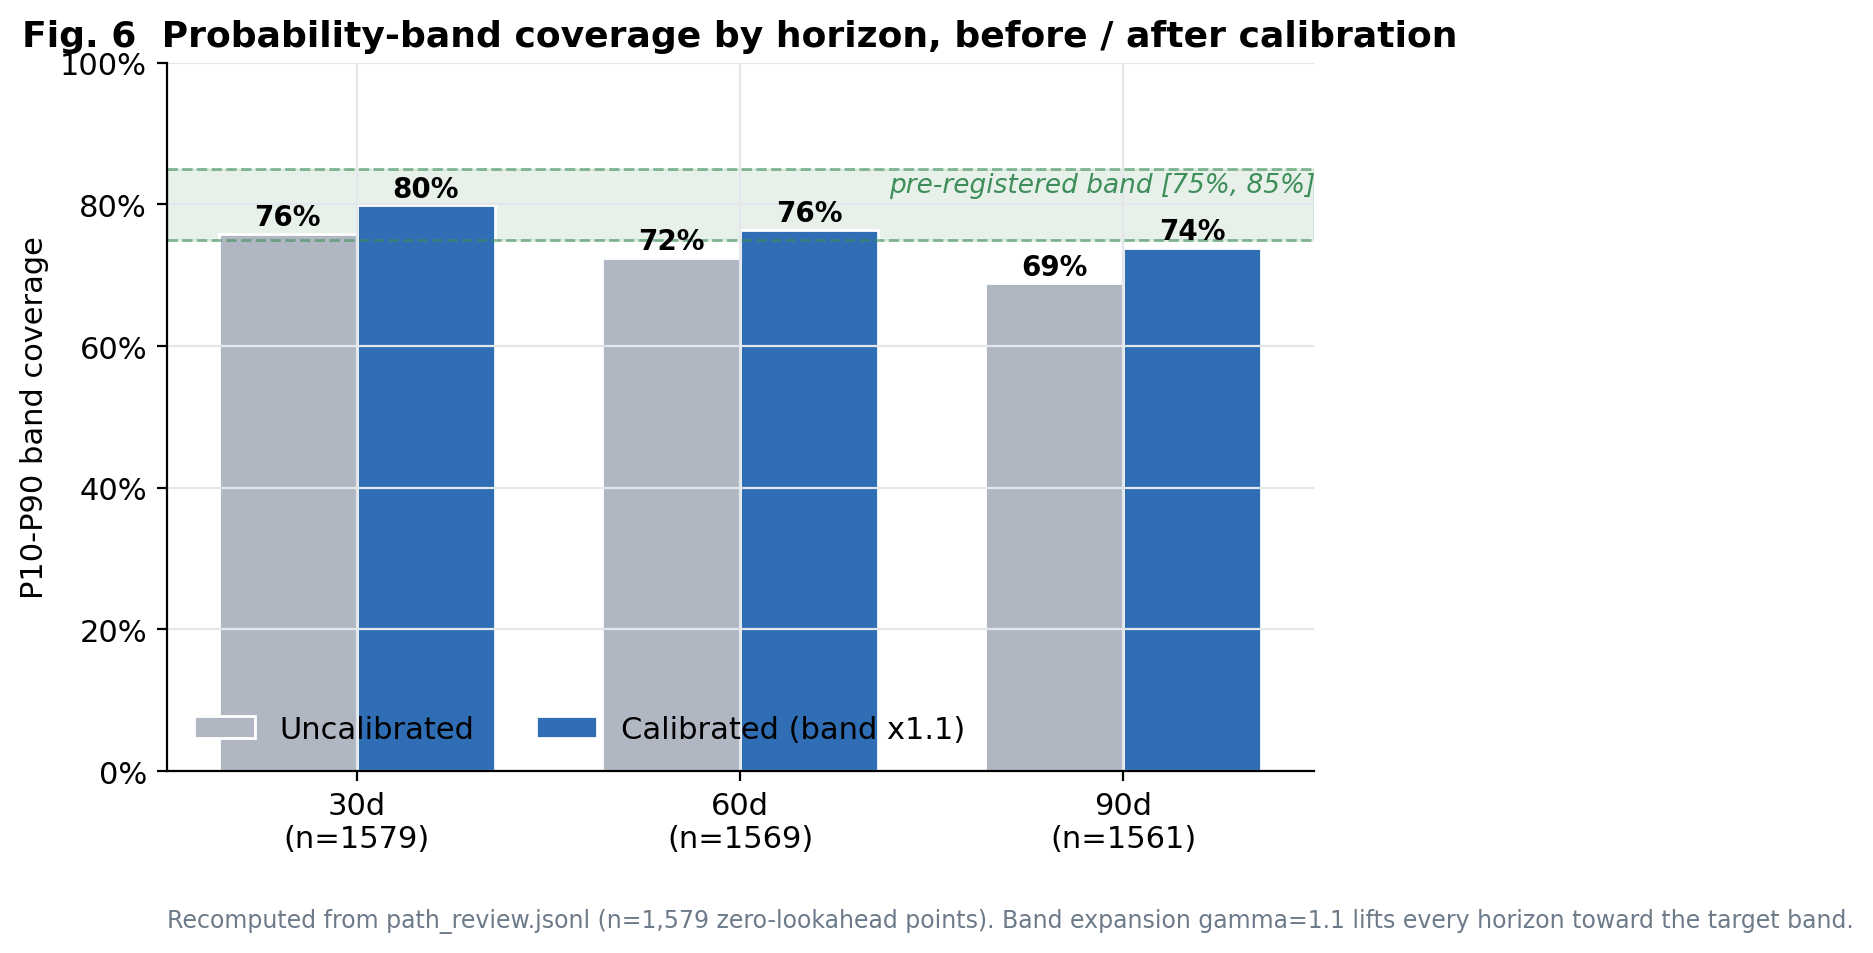 Fig. 6  Probability-band coverage by horizon, before / after calibration
100%
80%
60%
40%
20%
0%
P10-P90 band coverage
pre-registered band [75%, 85%]
76%
80%
72%
76%
69%
74%
Uncalibrated
Calibrated (band x1.1)
30d
(n=1579)
60d
(n=1569)
90d
(n=1561)
Recomputed from path_review.jsonl (n=1,579 zero-lookahead points). Band expansion gamma=1.1 lifts every horizon toward the target band.